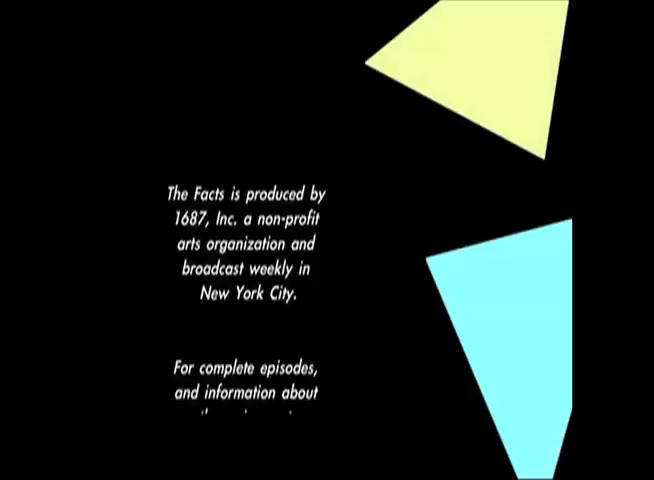 The Facts is produced by
1687, Inc. a non-profit
arts organization and
broadcast weekly in
New York City.
For complete episodes,
and information about